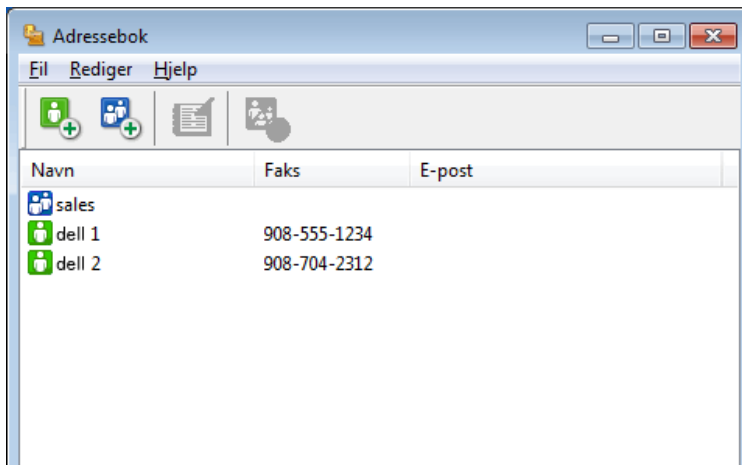 Adressebok
Fil Rediger Hjelp
Navn Faks E-post
sales
dell 1 908-555-1234
dell 2 908-704-2312